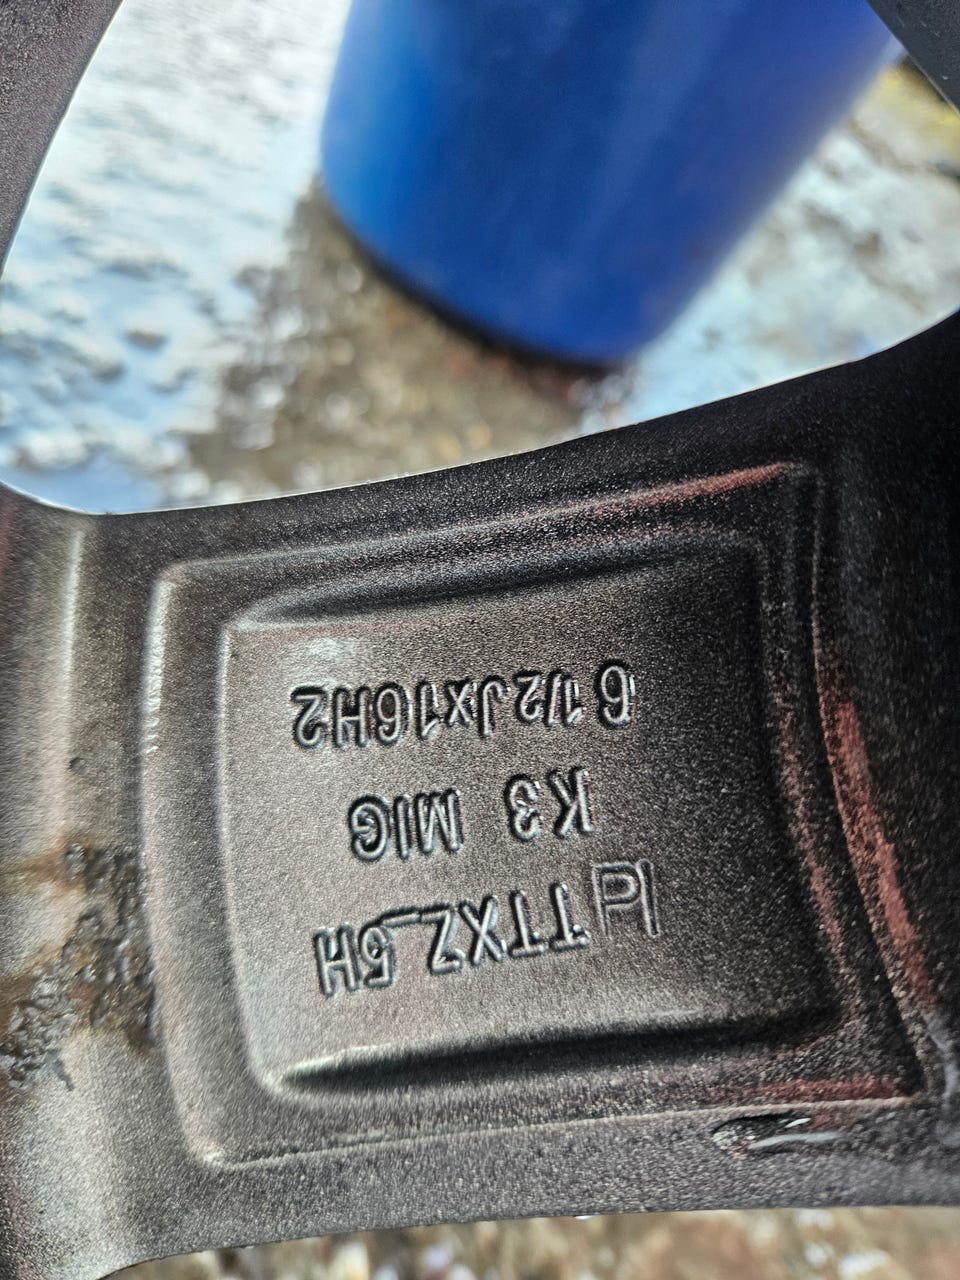 TTXZ 5H
K3 MIG
6 1/2Jx16H2